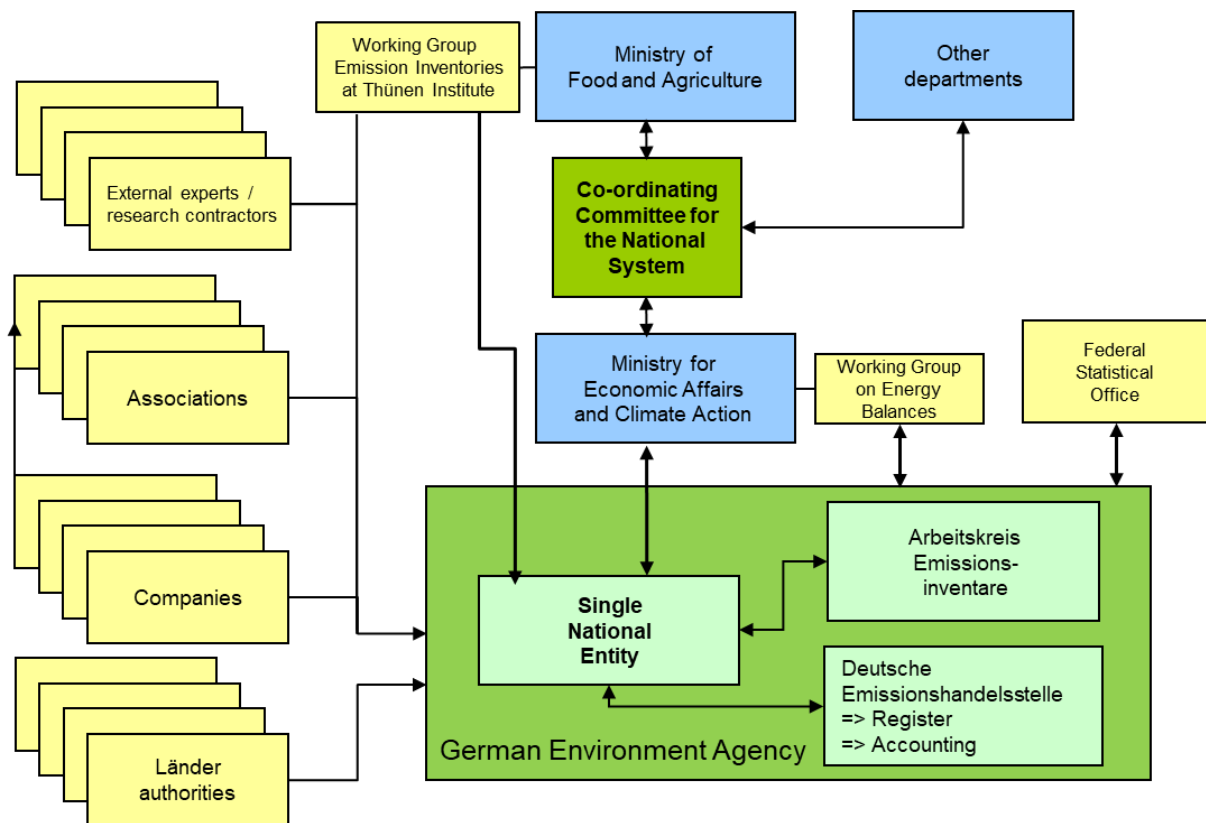 Working Group
Emission Inventories
at Thünen Institute
Ministry of
Food and Agriculture
Other
departments
External experts /
research contractors
Co-ordinating
Committee for
the National
System
Associations
Ministry for
Economic Affairs
and Climate Action
Working Group
on Energy
Balances
Federal
Statistical
Office
Companies
Arbeitskreis
Emissions-
inventare
Single
National
Entity
Deutsche
Emissionshandelsstelle
=> Register
=> Accounting
German Environment Agency
Länder
authorities